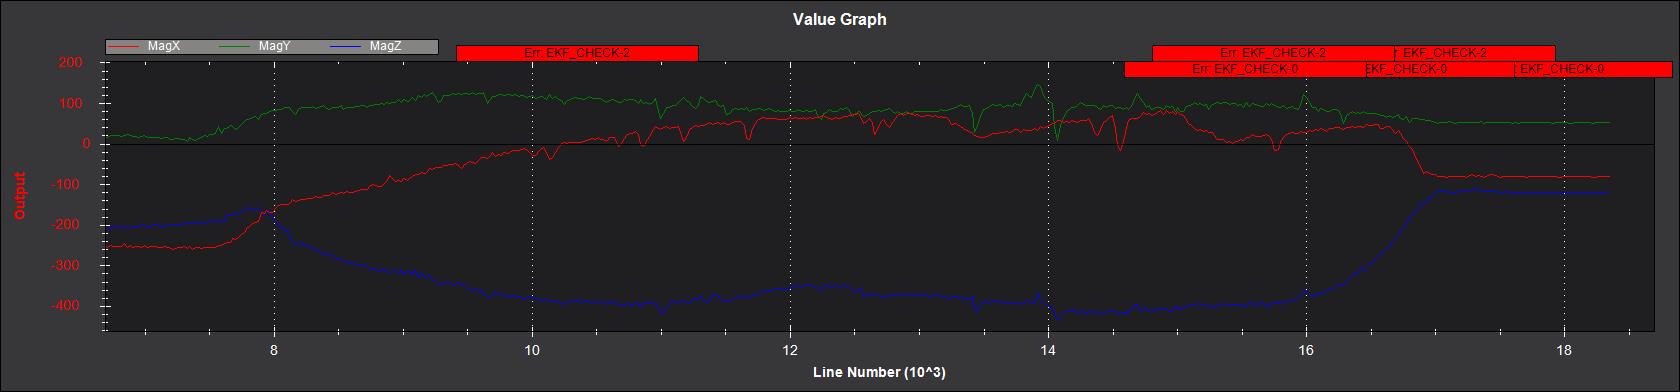 Value Graph
MagX MagY MagZ
Err: EKF_CHECK-2 Err: EKF_CHECK-2 r: EKF_CHECK-2
Err: EKF_CHECK-0 EKF_CHECK-0 : EKF_CHECK-0
200
100
0
-100
-200
-300
-400
Output
8 10 12 14 16 18
Line Number (10^3)